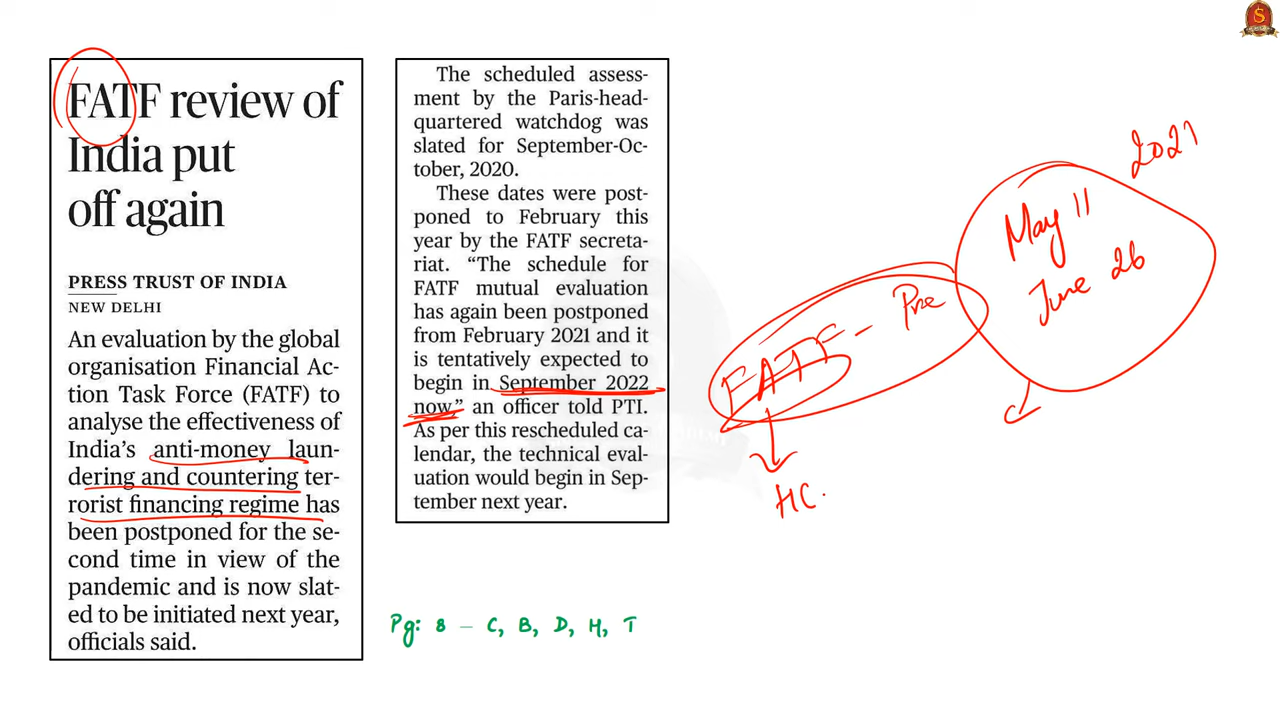 FATF review of
India put
off again
PRESS TRUST OF INDIA
NEW DELHI
An evaluation by the global
organisation Financial Ac-
tion Task Force (FATF) to
analyse the effectiveness of
India's anti-money laun-
dering and countering ter-
rorist financing regime has
been postponed for the se-
cond time in view of the
pandemic and is now slat-
ed to be initiated next year,
officials said.
The scheduled assess-
ment by the Paris-head-
quartered watchdog was
slated for September-Oc-
tober, 2020.
These dates were post-
poned to February this
year by the FATF secreta-
riat. “The schedule for
FATF mutual evaluation
has again been postponed
from February 2021 and it
is tentatively expected to
begin in September 2022
now,” an officer told PTI.
As per this rescheduled ca-
lendar, the technical eval-
uation would begin in Sep-
tember next year.
Pg: 8 – C, B, D, H, T
2021
May 11
June 26
FATF – Pre
HC.